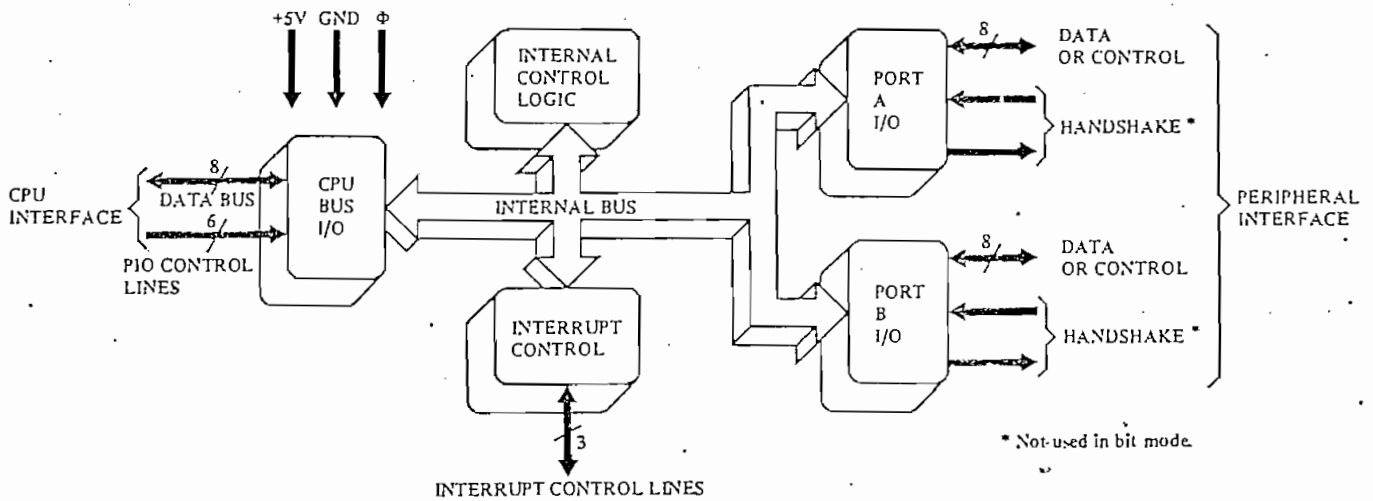 +5V GND Φ
INTERNAL
CONTROL
LOGIC
PORT
A
I/O
8
DATA
OR CONTROL
HANDSHAKE *
CPU
INTERFACE
8
DATA BUS
6
PIO CONTROL
LINES
CPU
BUS
I/O
INTERNAL BUS
PERIPHERAL
INTERFACE
INTERRUPT
CONTROL
3
INTERRUPT CONTROL LINES
PORT
B
I/O
8
DATA
OR CONTROL
HANDSHAKE *
* Not used in bit mode.